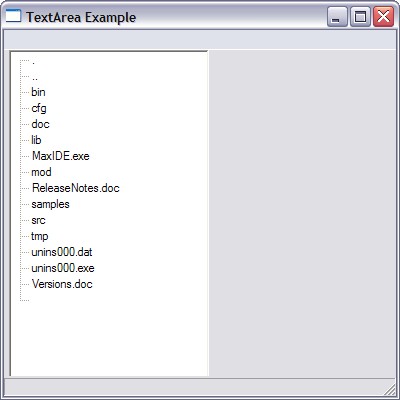 TextArea Example
.
..
bin
cfg
doc
lib
MaxIDE.exe
mod
ReleaseNotes.doc
samples
src
tmp
unins000.dat
unins000.exe
Versions.doc